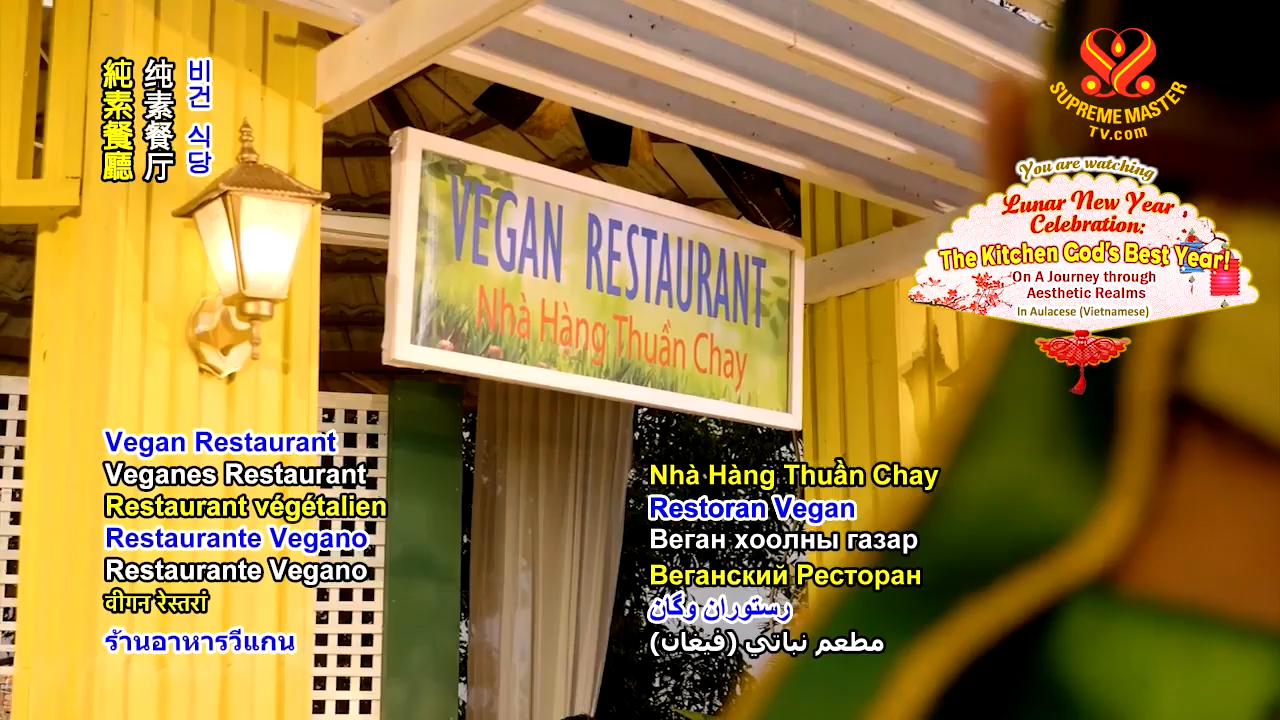 純素餐廳
纯素餐厅
비건 식당
SUPREME MASTER
TV.com
You are watching
Lunar New Year
Celebration:
The Kitchen God's Best Year!
On A Journey through
Aesthetic Realms
In Aulacese (Vietnamese)
VEGAN RESTAURANT
Nhà Hàng Thuần Chay
Vegan Restaurant
Veganes Restaurant
Restaurant végétalien
Restaurante Vegano
Restaurante Vegano
वीगन रेस्तरां
ร้านอาหารวีแกน
Nhà Hàng Thuần Chay
Restoran Vegan
Веган хоолны газар
Веганский Ресторан
رستوران وگان
مطعم نباتي (فيغان)